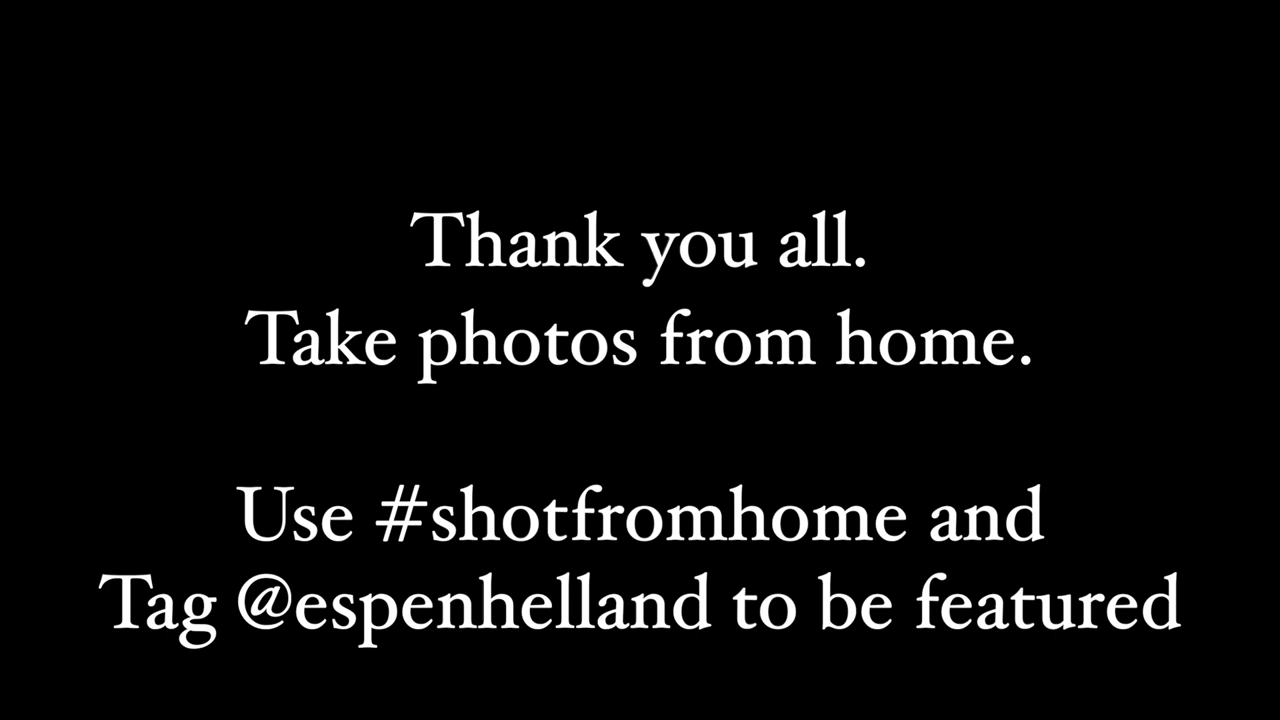 Thank you all.
Take photos from home.
Use #shotfromhome and
Tag @espenhelland to be featured